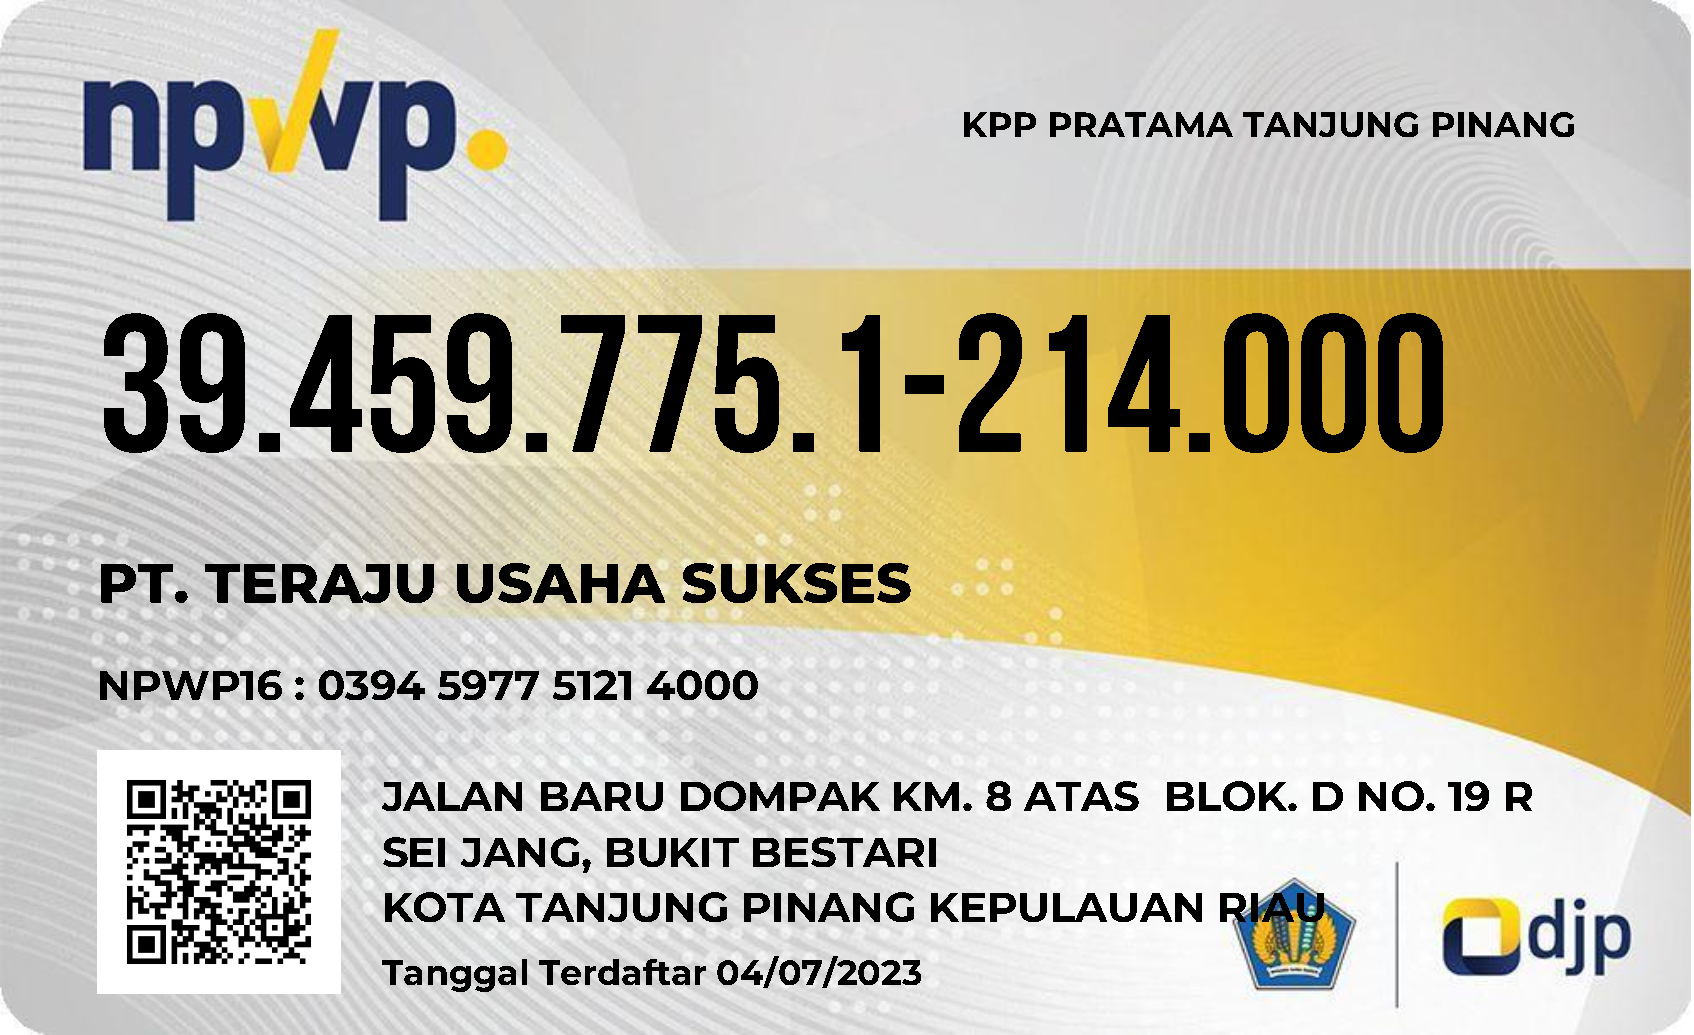 npwp.
KPP PRATAMA TANJUNG PINANG
39.459.775.1-214.000
PT. TERAJU USAHA SUKSES
NPWP16 : 0394 5977 5121 4000
JALAN BARU DOMPAK KM. 8 ATAS  BLOK. D NO. 19 R
SEI JANG, BUKIT BESTARI
KOTA TANJUNG PINANG KEPULAUAN RIAU
Tanggal Terdaftar 04/07/2023
djp